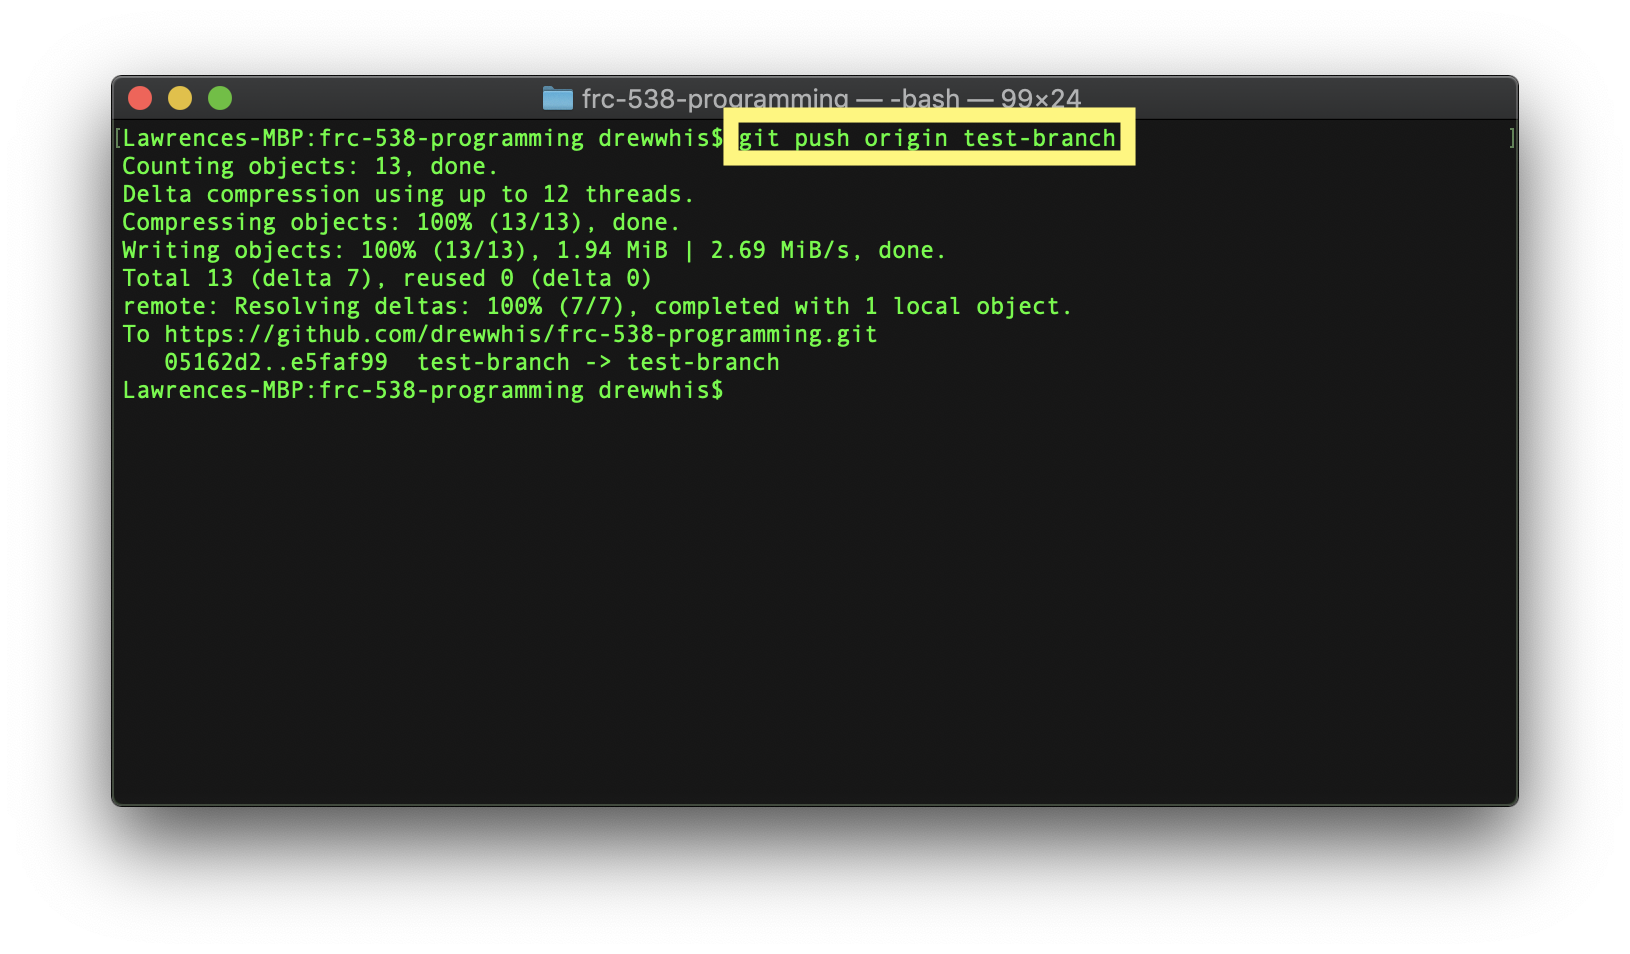 frc-538-programming — -bash — 99×24
[Lawrences-MBP:frc-538-programming drewwhis$ git push origin test-branch ]
Counting objects: 13, done.
Delta compression using up to 12 threads.
Compressing objects: 100% (13/13), done.
Writing objects: 100% (13/13), 1.94 MiB | 2.69 MiB/s, done.
Total 13 (delta 7), reused 0 (delta 0)
remote: Resolving deltas: 100% (7/7), completed with 1 local object.
To https://github.com/drewwhis/frc-538-programming.git
   05162d2..e5faf99  test-branch -> test-branch
Lawrences-MBP:frc-538-programming drewwhis$